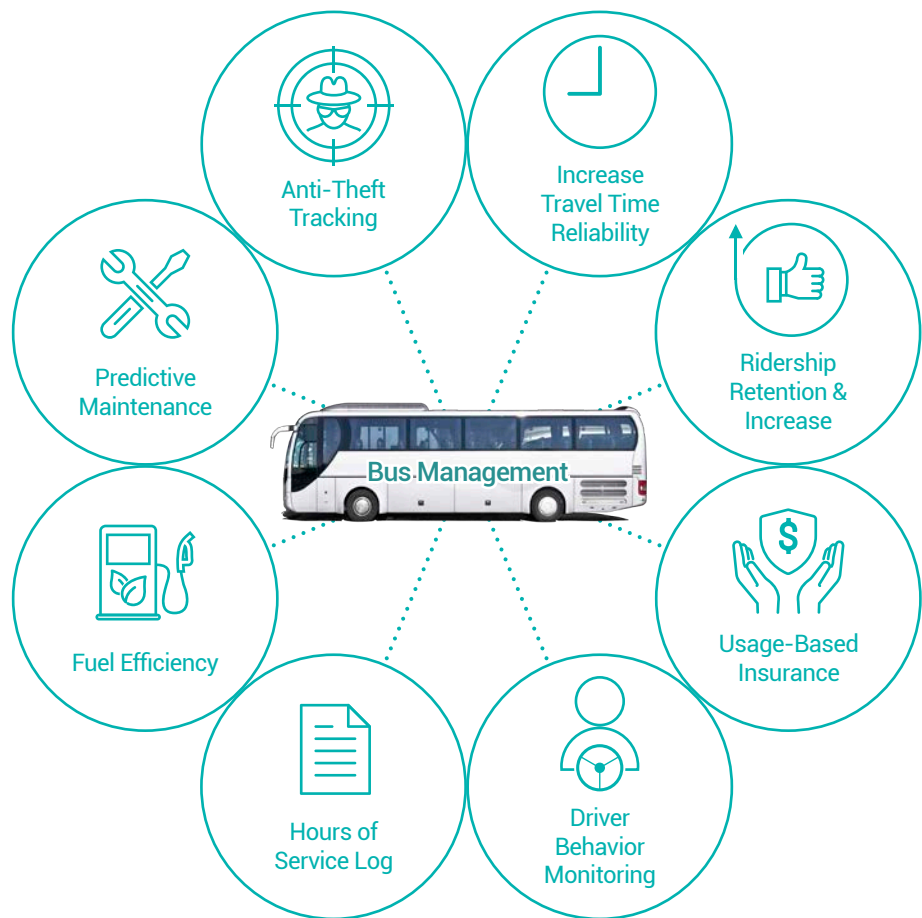 Anti-Theft
Tracking
Increase
Travel Time
Reliability
Predictive
Maintenance
Ridership
Retention &
Increase
Bus Management
$
Fuel Efficiency
Usage-Based
Insurance
Hours of
Service Log
Driver
Behavior
Monitoring